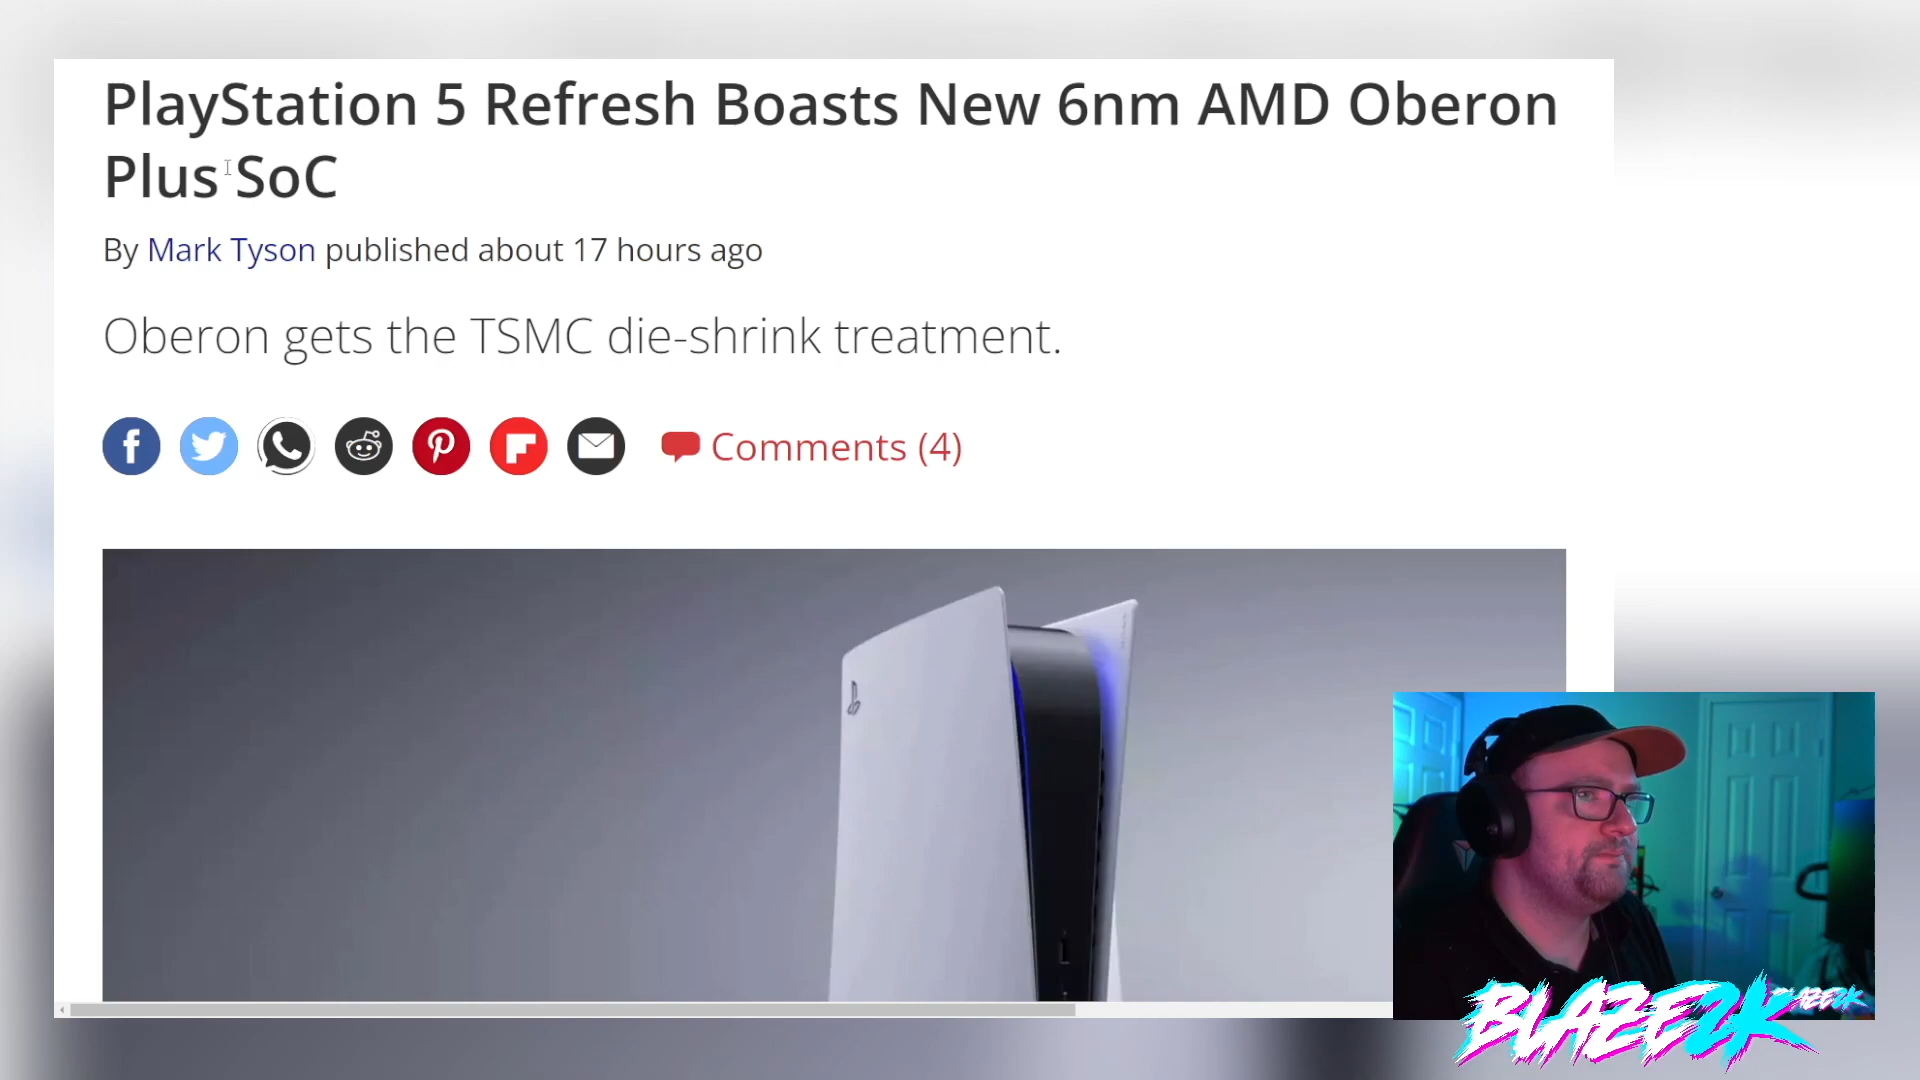 PlayStation 5 Refresh Boasts New 6nm AMD Oberon
Plus SoC
By Mark Tyson published about 17 hours ago
Oberon gets the TSMC die-shrink treatment.
Comments (4)
BLAZE2K BLAZE2K